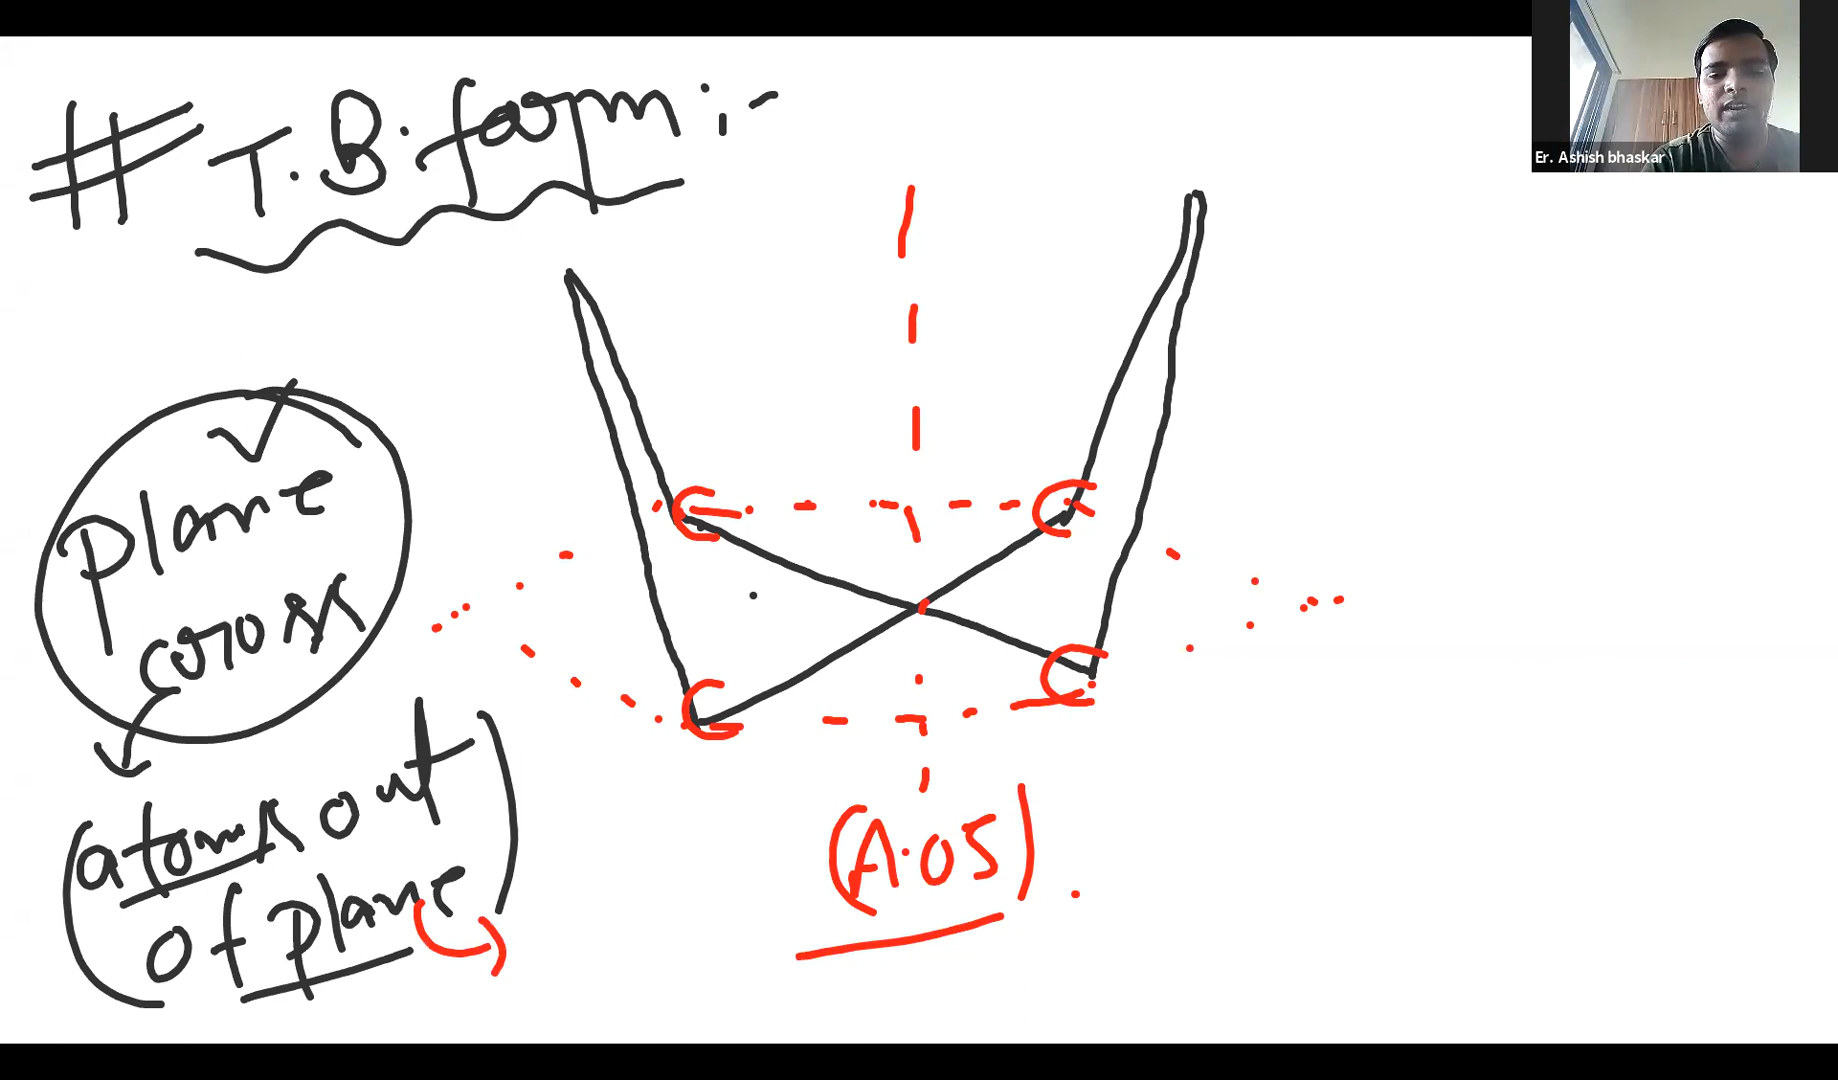 # T.B. form :-
plane
cross
(atoms out
of plane)
(A.OS)
Er. Ashish bhaskar